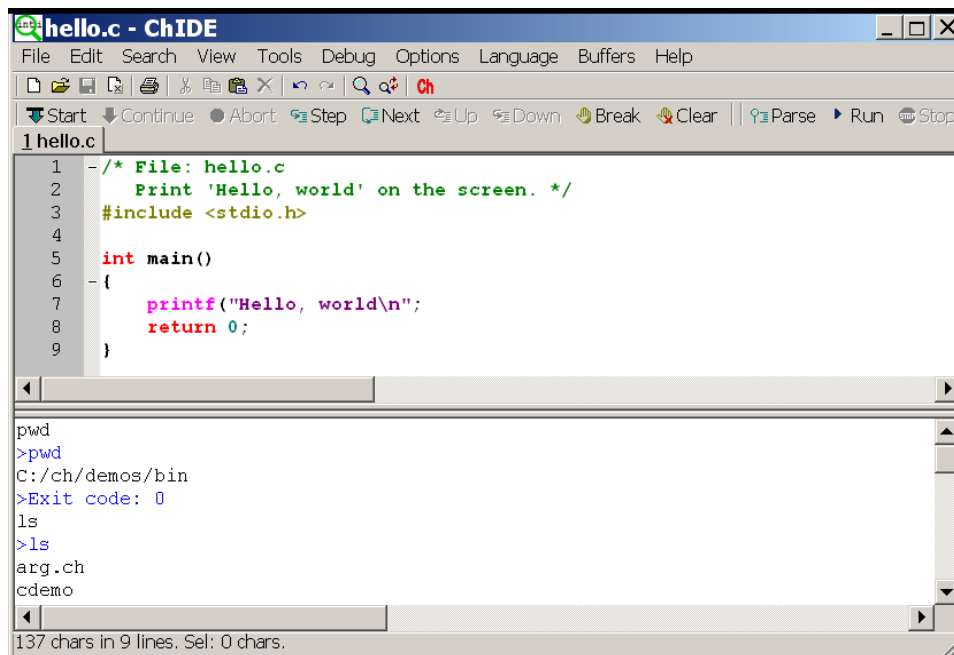 hello.c - ChIDE
File Edit Search View Tools Debug Options Language Buffers Help
Ch
Start Continue Abort Step Next Up Down Break Clear Parse Run Stop
1 hello.c
1 /* File: hello.c
2 Print 'Hello, world' on the screen. */
3 #include <stdio.h>
4
5 int main()
6 {
7 printf("Hello, world\n";
8 return 0;
9 }
pwd
>pwd
C:/ch/demos/bin
>Exit code: 0
ls
>ls
arg.ch
cdemo
137 chars in 9 lines. Sel: 0 chars.